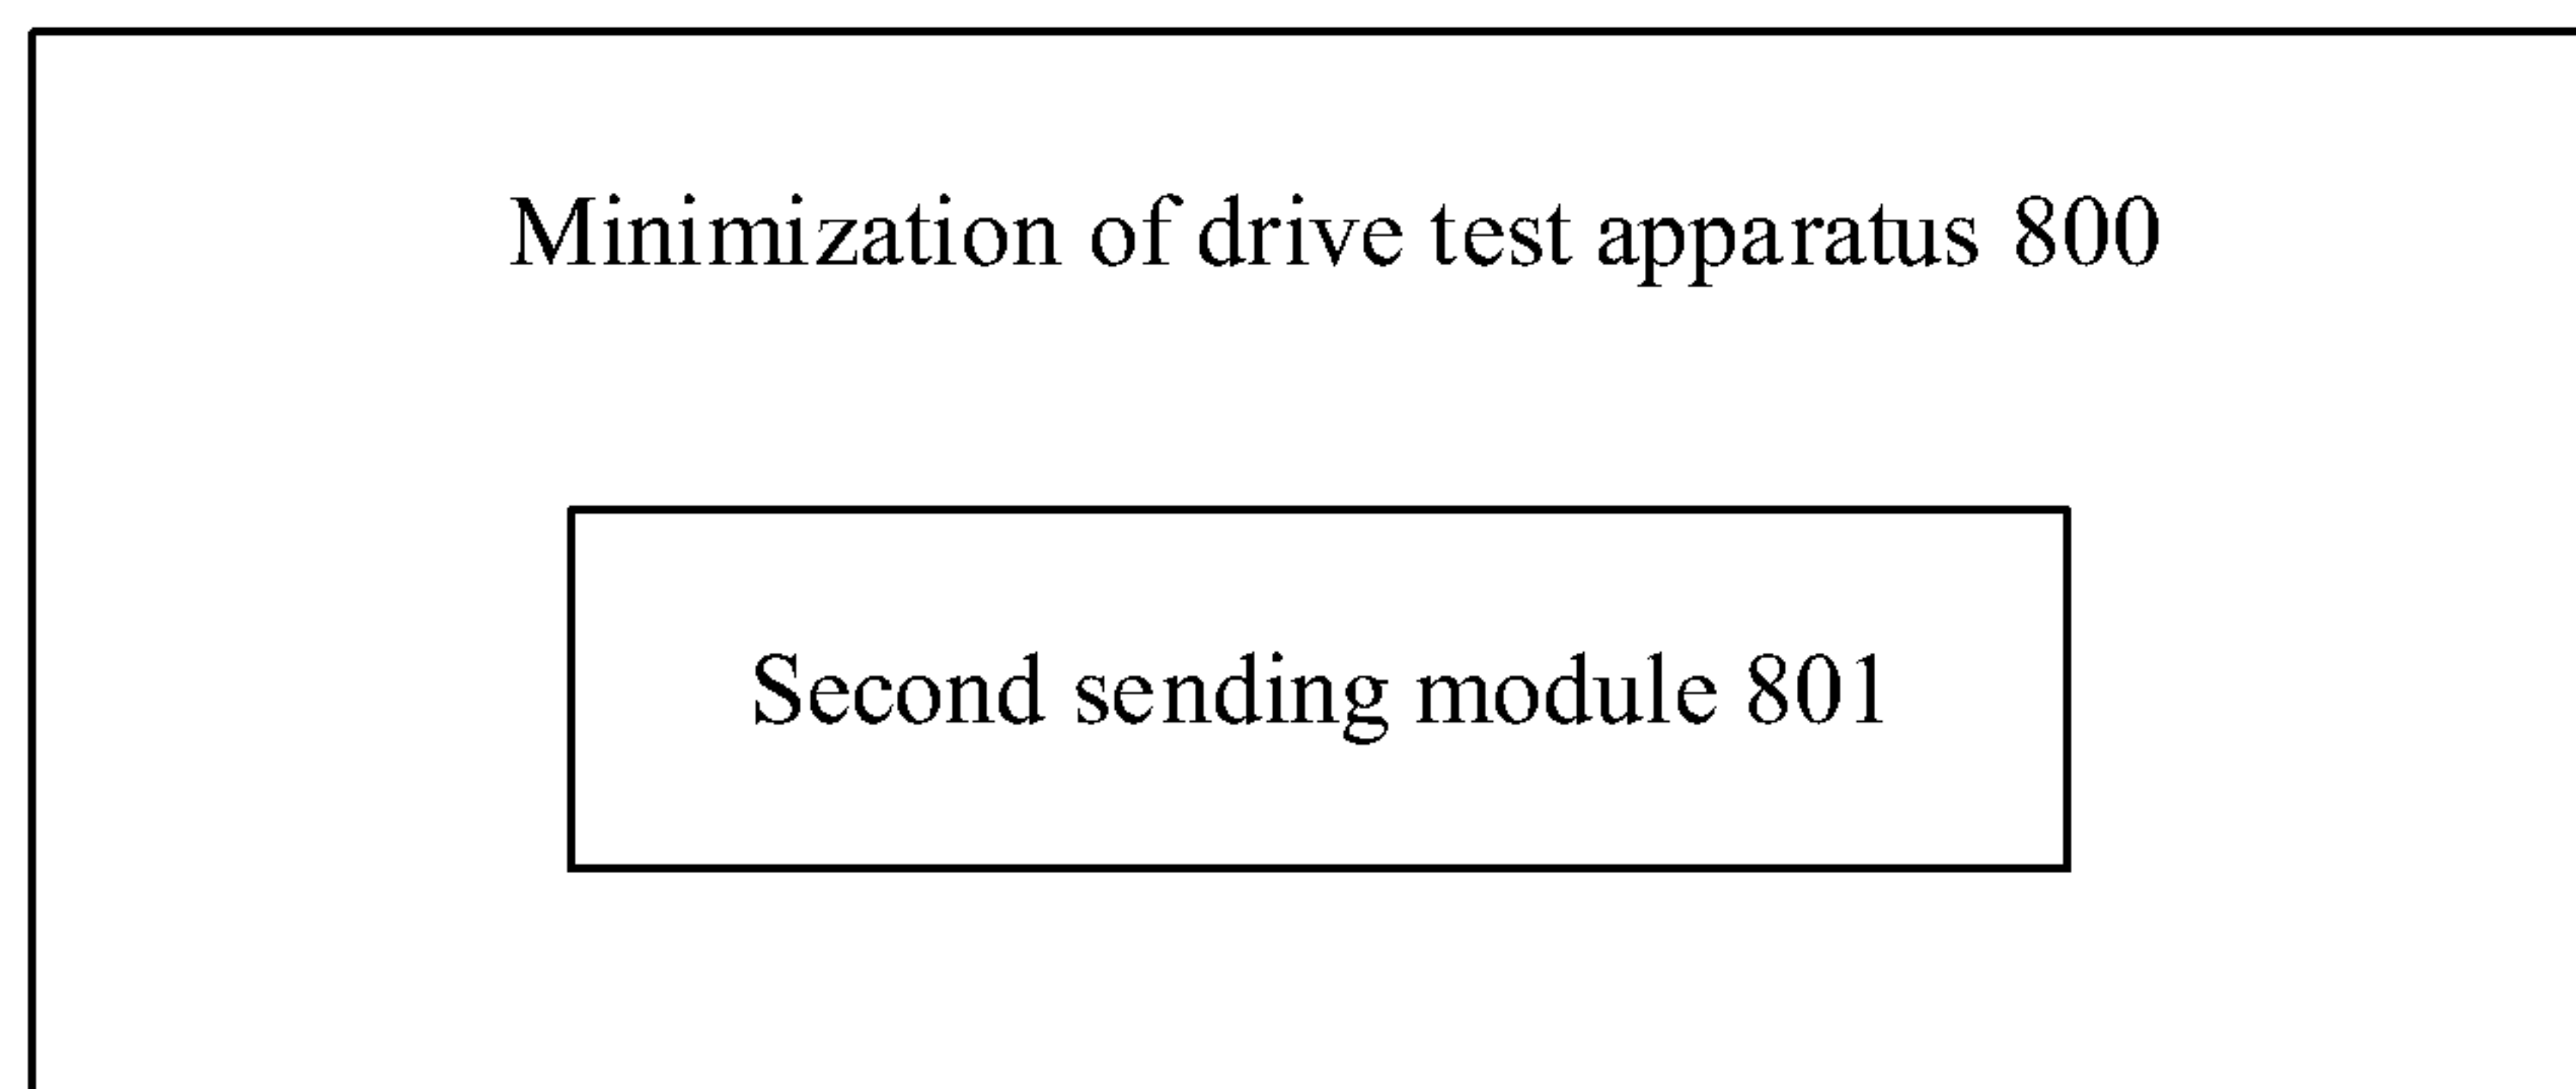 Minimization of drive test apparatus 800
Second sending module 801